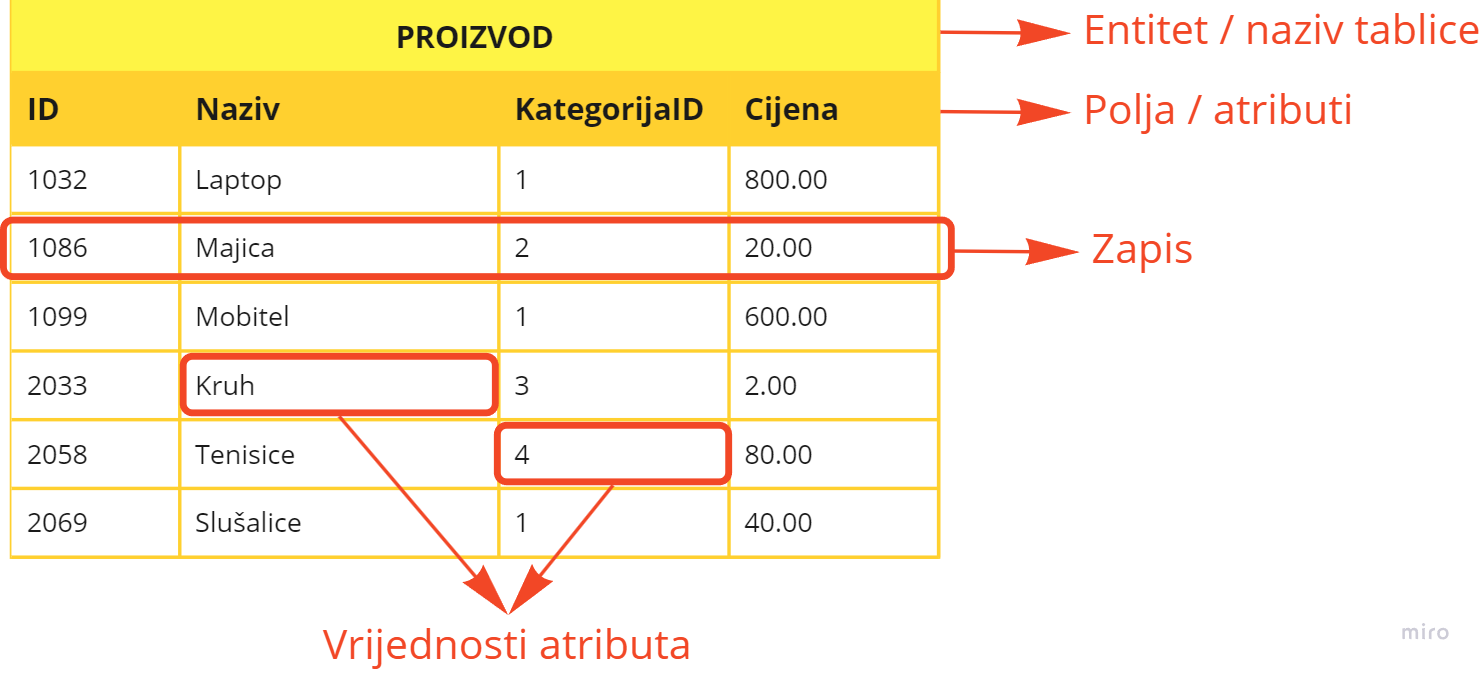 PROIZVOD
Entitet / naziv tablice
ID Naziv KategorijaID Cijena
Polja / atributi
1032 Laptop 1 800.00
1086 Majica 2 20.00
Zapis
1099 Mobitel 1 600.00
2033 Kruh 3 2.00
2058 Tenisice 4 80.00
2069 Slušalice 1 40.00
Vrijednosti atributa
miro